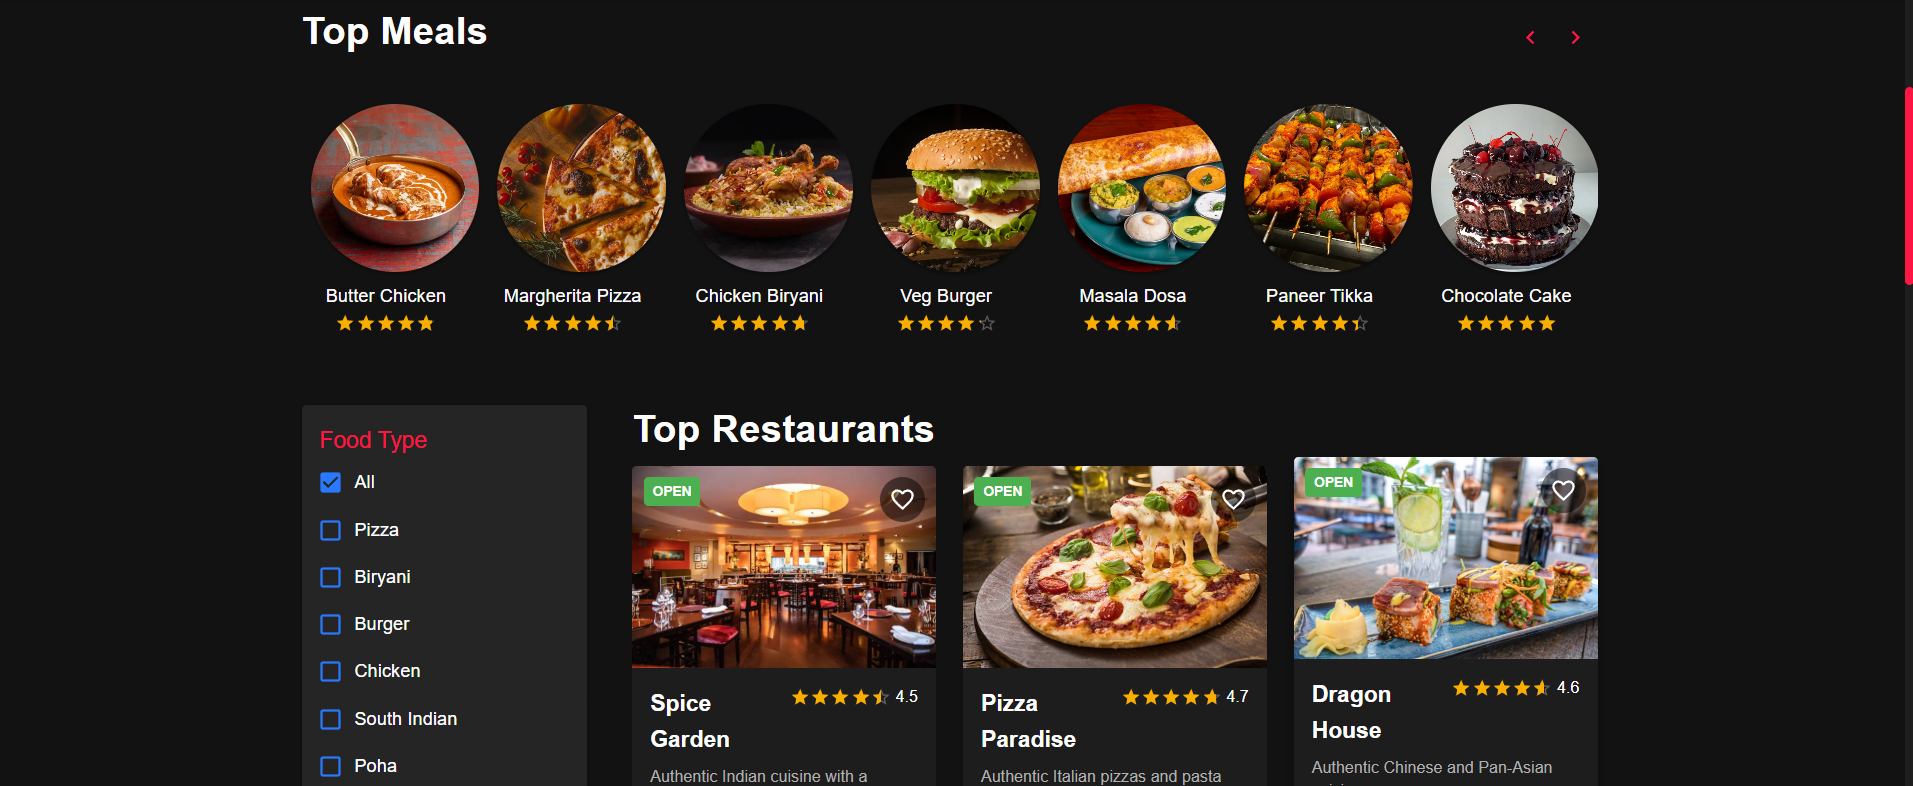 Top Meals
Butter Chicken
Margherita Pizza
Chicken Biryani
Veg Burger
Masala Dosa
Paneer Tikka
Chocolate Cake
Food Type
All
Pizza
Biryani
Burger
Chicken
South Indian
Poha
Top Restaurants
OPEN
Spice
Garden
4.5
Authentic Indian cuisine with a
OPEN
Pizza
Paradise
4.7
Authentic Italian pizzas and pasta
OPEN
Dragon
House
4.6
Authentic Chinese and Pan-Asian